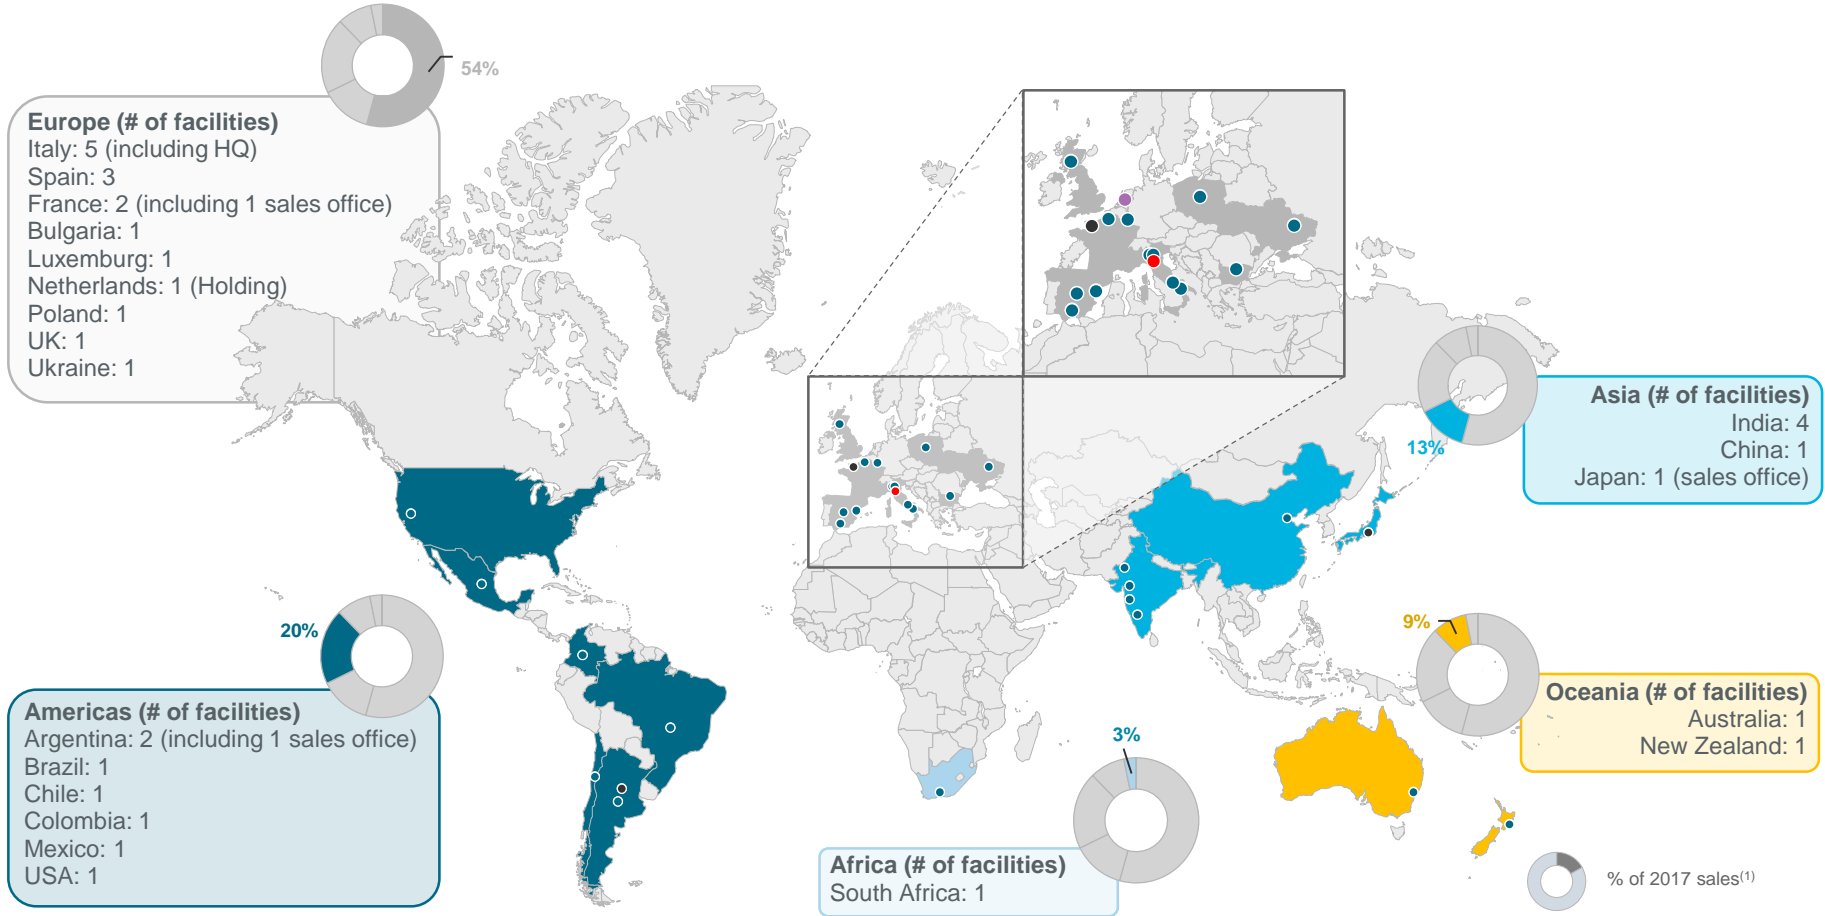 54%
Europe (# of facilities)
Italy: 5 (including HQ)
Spain: 3
France: 2 (including 1 sales office)
Bulgaria: 1
Luxemburg: 1
Netherlands: 1 (Holding)
Poland: 1
UK: 1
Ukraine: 1
Asia (# of facilities)
India: 4
China: 1
Japan: 1 (sales office)
13%
20%
Americas (# of facilities)
Argentina: 2 (including 1 sales office)
Brazil: 1
Chile: 1
Colombia: 1
Mexico: 1
USA: 1
9%
Oceania (# of facilities)
Australia: 1
New Zealand: 1
3%
Africa (# of facilities)
South Africa: 1
% of 2017 sales(1)